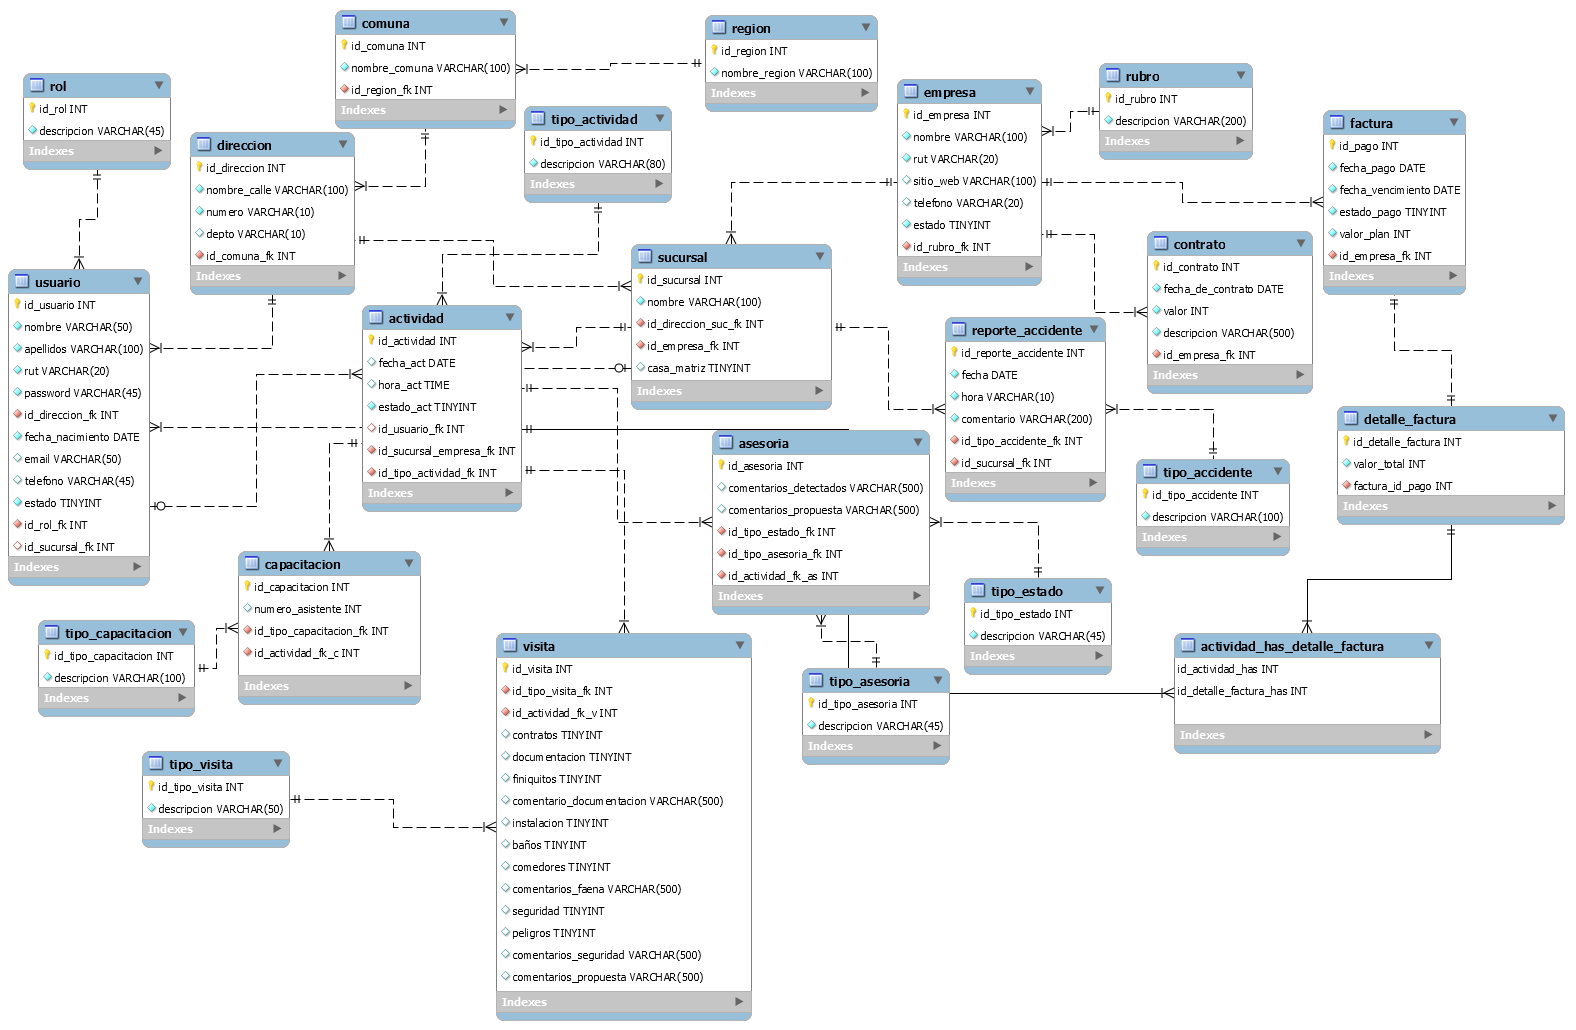 comuna
id_comuna INT
nombre_comuna VARCHAR(100)
id_region_fk INT
Indexes
region
id_region INT
nombre_region VARCHAR(100)
Indexes
rol
id_rol INT
descripcion VARCHAR(45)
Indexes
direccion
id_direccion INT
nombre_calle VARCHAR(100)
numero VARCHAR(10)
depto VARCHAR(10)
id_comuna_fk INT
Indexes
tipo_actividad
id_tipo_actividad INT
descripcion VARCHAR(80)
Indexes
empresa
id_empresa INT
nombre VARCHAR(100)
rut VARCHAR(20)
sitio_web VARCHAR(100)
telefono VARCHAR(20)
estado TINYINT
id_rubro_fk INT
Indexes
rubro
id_rubro INT
descripcion VARCHAR(200)
Indexes
factura
id_pago INT
fecha_pago DATE
fecha_vencimiento DATE
estado_pago TINYINT
valor_plan INT
id_empresa_fk INT
Indexes
usuario
id_usuario INT
nombre VARCHAR(50)
apellidos VARCHAR(100)
rut VARCHAR(20)
password VARCHAR(45)
id_direccion_fk INT
fecha_nacimiento DATE
email VARCHAR(50)
telefono VARCHAR(45)
estado TINYINT
id_rol_fk INT
id_sucursal_fk INT
Indexes
actividad
id_actividad INT
fecha_act DATE
hora_act TIME
estado_act TINYINT
id_usuario_fk INT
id_sucursal_empresa_fk INT
id_tipo_actividad_fk INT
Indexes
sucursal
id_sucursal INT
nombre VARCHAR(100)
id_direccion_suc_fk INT
id_empresa_fk INT
casa_matriz TINYINT
Indexes
contrato
id_contrato INT
fecha_de_contrato DATE
valor INT
descripcion VARCHAR(500)
id_empresa_fk INT
Indexes
reporte_accidente
id_reporte_accidente INT
fecha DATE
hora VARCHAR(10)
comentario VARCHAR(200)
id_tipo_accidente_fk INT
id_sucursal_fk INT
Indexes
detalle_factura
id_detalle_factura INT
valor_total INT
factura_id_pago INT
Indexes
asesoria
id_asesoria INT
comentarios_detectados VARCHAR(500)
comentarios_propuesta VARCHAR(500)
id_tipo_estado_fk INT
id_tipo_asesoria_fk INT
id_actividad_fk_as INT
Indexes
tipo_accidente
id_tipo_accidente INT
descripcion VARCHAR(100)
Indexes
capacitacion
id_capacitacion INT
numero_asistente INT
id_tipo_capacitacion_fk INT
id_actividad_fk_c INT
Indexes
tipo_estado
id_tipo_estado INT
descripcion VARCHAR(45)
Indexes
tipo_capacitacion
id_tipo_capacitacion INT
descripcion VARCHAR(100)
Indexes
visita
id_visita INT
id_tipo_visita_fk INT
id_actividad_fk_v INT
contratos TINYINT
documentacion TINYINT
finiquitos TINYINT
comentario_documentacion VARCHAR(500)
instalacion TINYINT
baños TINYINT
comedores TINYINT
comentarios_faena VARCHAR(500)
seguridad TINYINT
peligros TINYINT
comentarios_seguridad VARCHAR(500)
comentarios_propuesta VARCHAR(500)
Indexes
actividad_has_detalle_factura
id_actividad_has INT
id_detalle_factura_has INT
Indexes
tipo_asesoria
id_tipo_asesoria INT
descripcion VARCHAR(45)
Indexes
tipo_visita
id_tipo_visita INT
descripcion VARCHAR(50)
Indexes